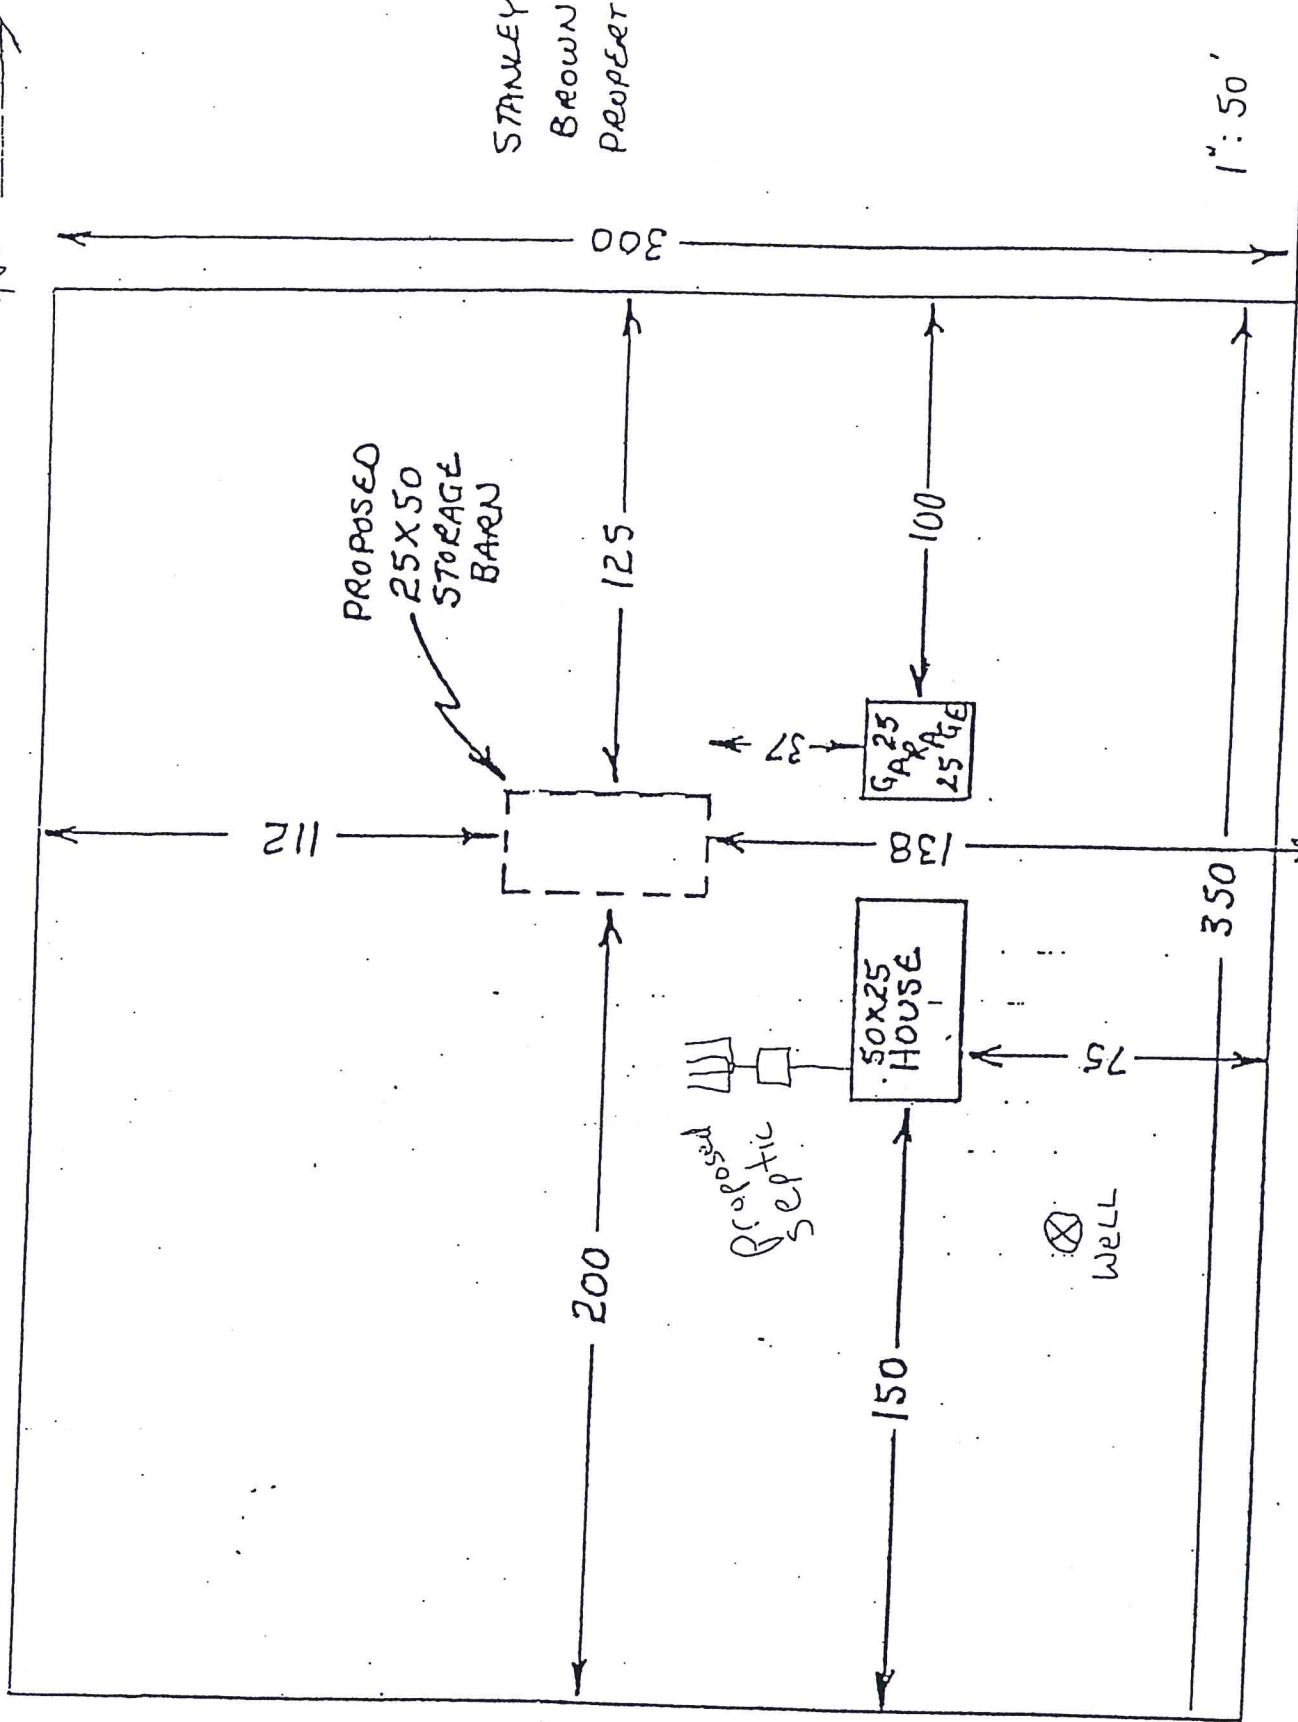 N
STANLEY
BROWN
PROPERT
1": 50'
300
PROPOSED
25X50
STORAGE
BARN
112
125
200
37
138
100
25
GARAGE
25
50X25
HOUSE
Proposed
septic
150
75
WELL
350